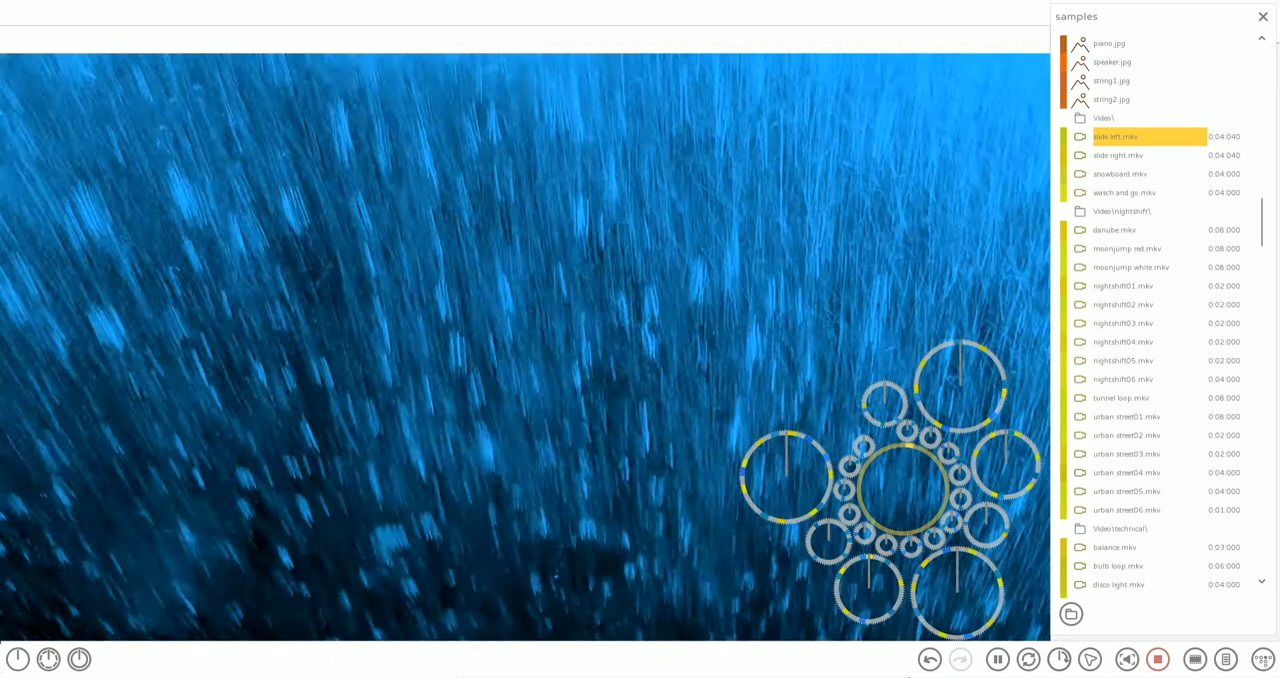 samples
piano.jpg
speaker.jpg
string1.jpg
string2.jpg
Video\
slide left.mkv 0:04:040
slide right.mkv 0:04:040
snowboard.mkv 0:04:000
wasch and go.mkv 0:04:000
Video\nightshift\
danube.mkv 0:08:000
moonjump red.mkv 0:08:000
moonjump white.mkv 0:08:000
nightshift01.mkv 0:02:000
nightshift02.mkv 0:02:000
nightshift03.mkv 0:02:000
nightshift04.mkv 0:02:000
nightshift05.mkv 0:02:000
nightshift06.mkv 0:04:000
tunnel loop.mkv 0:08:000
urban street01.mkv 0:08:000
urban street02.mkv 0:02:000
urban street03.mkv 0:02:000
urban street04.mkv 0:04:000
urban street05.mkv 0:04:000
urban street06.mkv 0:01:000
Video\technical\
balance.mkv 0:03:000
bulb loop.mkv 0:06:000
disco light.mkv 0:04:000